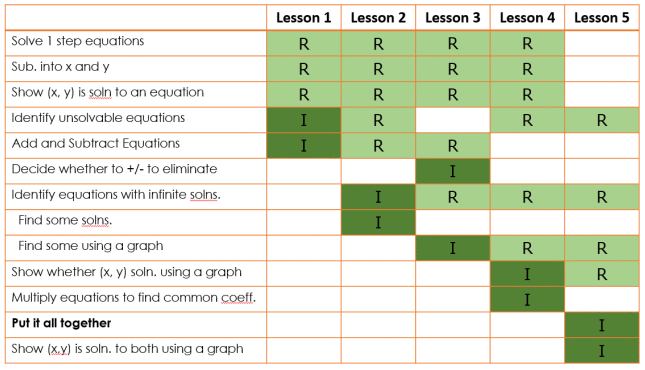 Lesson 1 Lesson 2 Lesson 3 Lesson 4 Lesson 5
Solve 1 step equations R R R R
Sub. into x and y R R R R
Show (x, y) is soln to an equation R R R R
Identify unsolvable equations I R R R
Add and Subtract Equations I R R
Decide whether to +/- to eliminate I
Identify equations with infinite solns. I R R R
Find some solns. I
Find some using a graph I R R
Show whether (x, y) soln. using a graph I R
Multiply equations to find common coeff. I
Put it all together I
Show (x,y) is soln. to both using a graph I